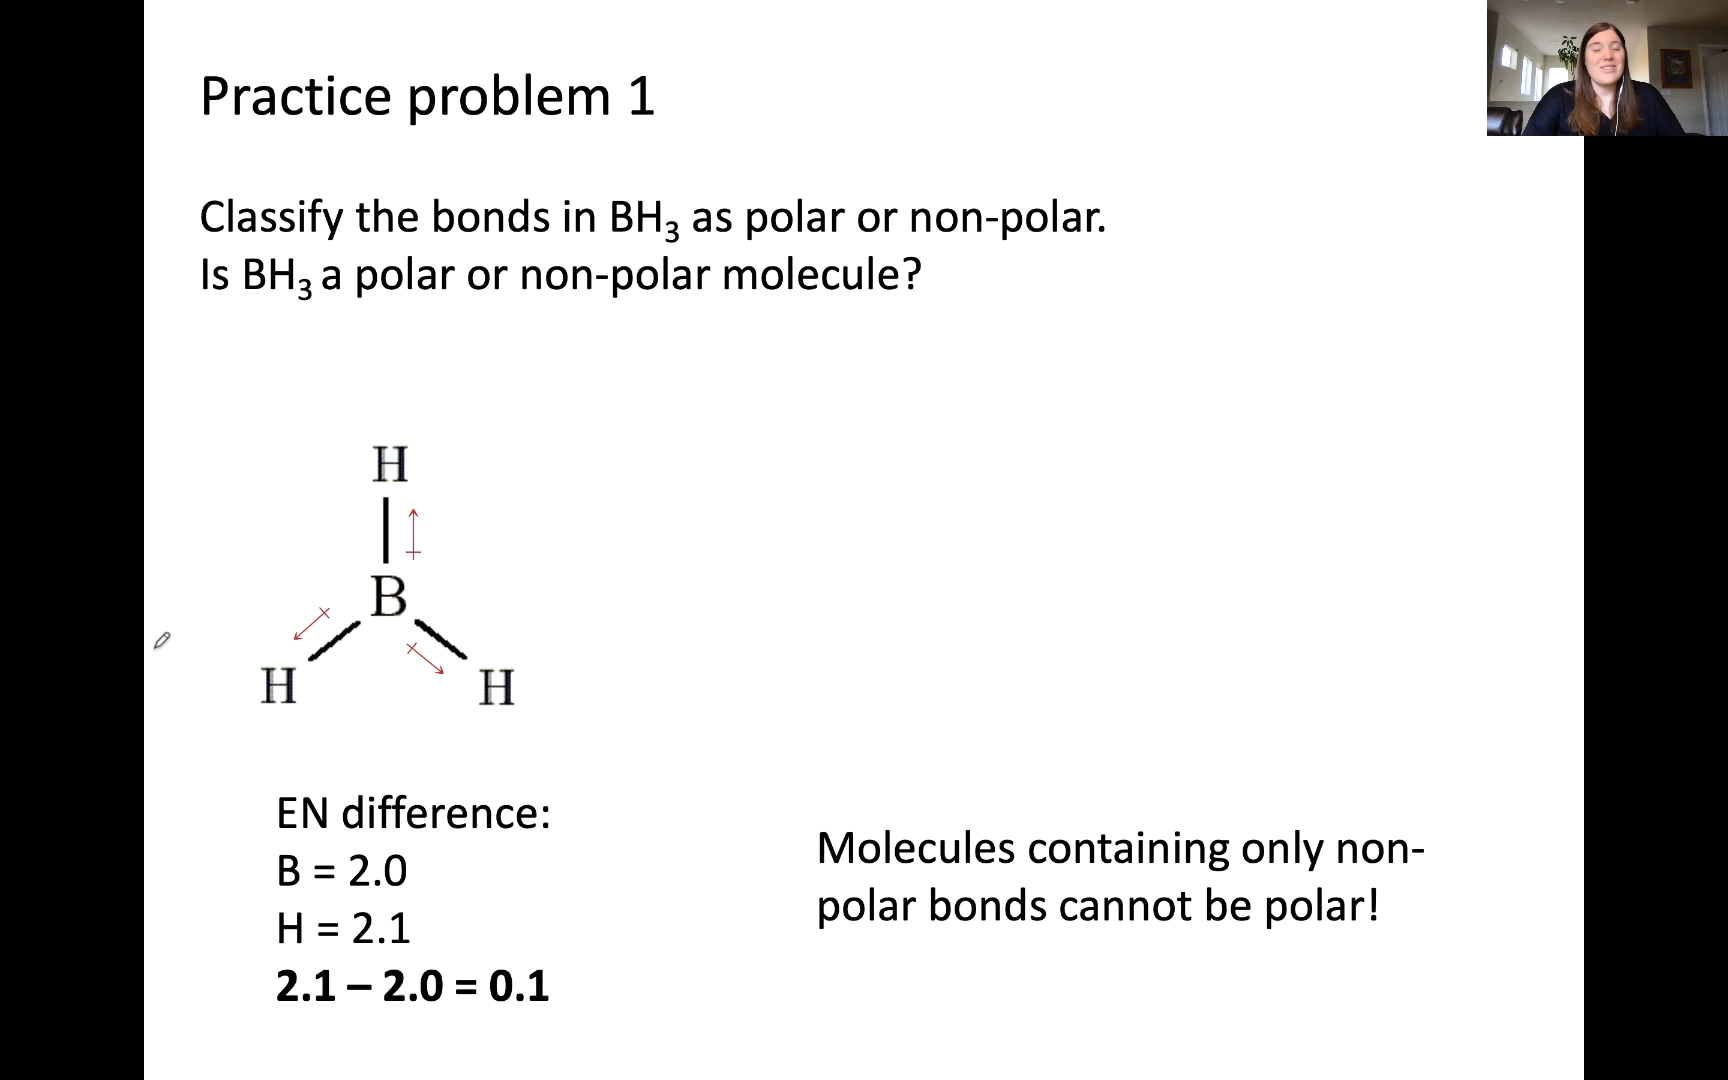 Practice problem 1
Classify the bonds in BH₃ as polar or non-polar.
Is BH₃ a polar or non-polar molecule?
H
B
H H
EN difference:
B = 2.0
H = 2.1
2.1 – 2.0 = 0.1
Molecules containing only non-
polar bonds cannot be polar!